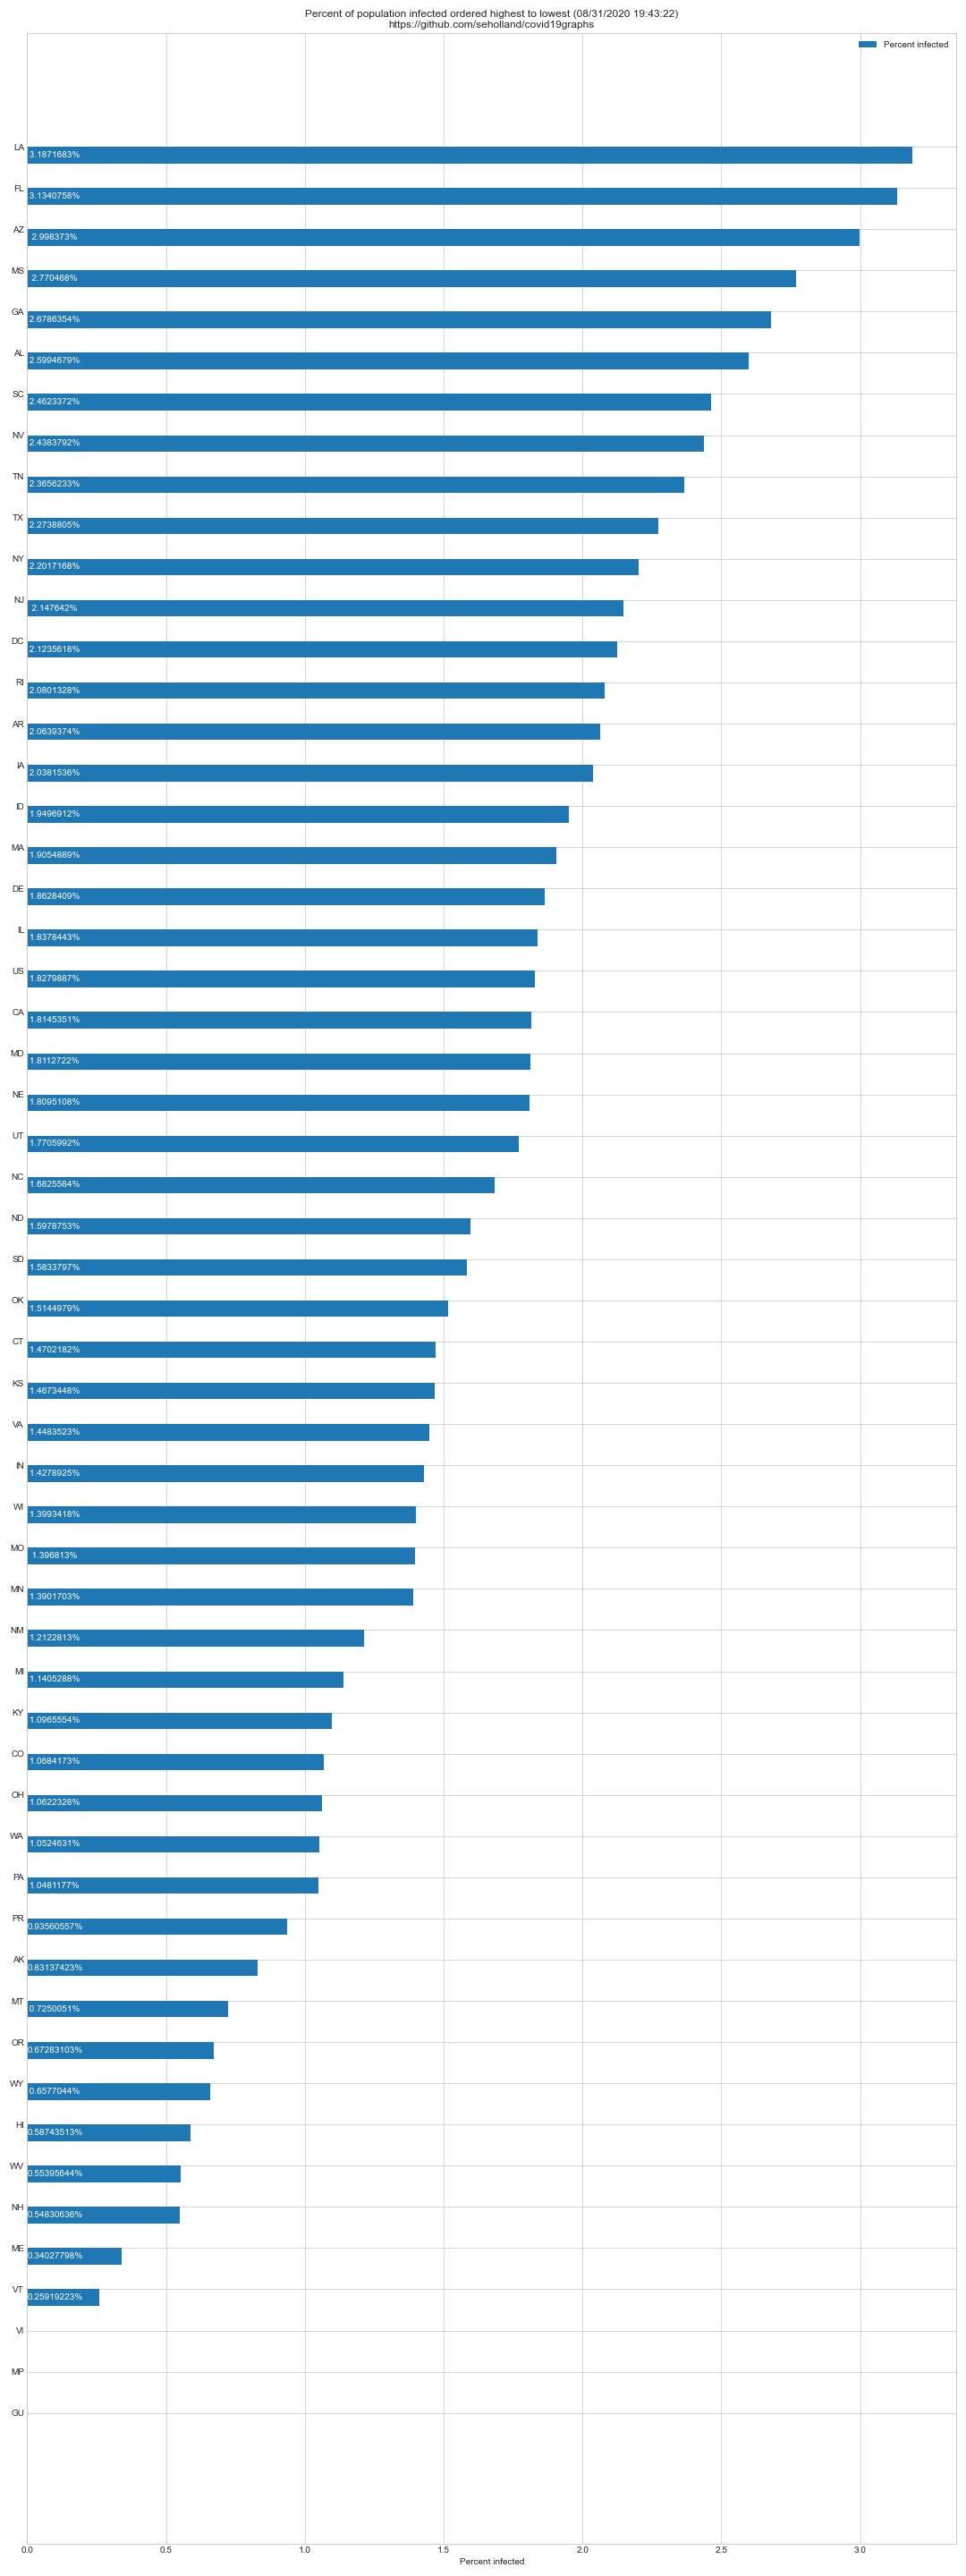 Percent of population infected ordered highest to lowest (08/31/2020 19:43:22)
https://github.com/seholland/covid19graphs
Percent infected
LA 3.1871683%
FL 3.1340758%
AZ 2.998373%
MS 2.770468%
GA 2.6786354%
AL 2.5994679%
SC 2.4623372%
NV 2.4383792%
TN 2.3656233%
TX 2.2738805%
NY 2.2017168%
NJ 2.147642%
DC 2.1235618%
RI 2.0801328%
AR 2.0639374%
IA 2.0381536%
ID 1.9496912%
MA 1.9054889%
DE 1.8628409%
IL 1.8378443%
US 1.8279887%
CA 1.8145351%
MD 1.8112722%
NE 1.8095108%
UT 1.7705992%
NC 1.6825584%
ND 1.5978753%
SD 1.5833797%
OK 1.5144979%
CT 1.4702182%
KS 1.4673448%
VA 1.4483523%
IN 1.4278925%
WI 1.3993418%
MO 1.396813%
MN 1.3901703%
NM 1.2122813%
MI 1.1405288%
KY 1.0965554%
CO 1.0684173%
OH 1.0622328%
WA 1.0524631%
PA 1.0481177%
PR 0.93560557%
AK 0.83137423%
MT 0.7250051%
OR 0.67283103%
WY 0.6577044%
HI 0.58743513%
WV 0.55395644%
NH 0.54830636%
ME 0.34027798%
VT 0.25919223%
VI
MP
GU
0.0 0.5 1.0 1.5 2.0 2.5 3.0
Percent infected